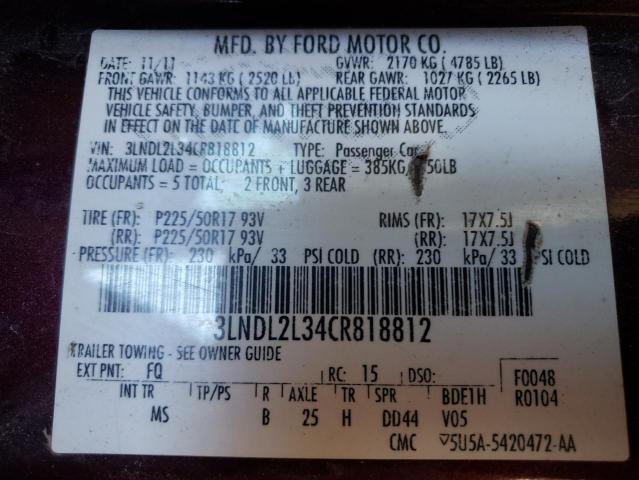 MFD. BY FORD MOTOR CO.
DATE: 11/11 GVWR: 2170 KG ( 4785 LB)
FRONT GAWR: 1143 KG ( 2520 LB) REAR GAWR: 1027 KG ( 2265 LB)
THIS VEHICLE CONFORMS TO ALL APPLICABLE FEDERAL MOTOR
VEHICLE SAFETY, BUMPER, AND THEFT PREVENTION STANDARDS
IN EFFECT ON THE DATE OF MANUFACTURE SHOWN ABOVE.
VIN: 3LNDL2L34CR818812 TYPE: Passenger Car
MAXIMUM LOAD = OCCUPANTS + LUGGAGE = 385KG 50LB
OCCUPANTS = 5 TOTAL, 2 FRONT, 3 REAR
TIRE (FR): P225/50R17 93V RIMS (FR): 17X7.5J
(RR): P225/50R17 93V (RR): 17X7.5J
PRESSURE (FR): 230 kPa/ 33 PSI COLD (RR): 230 kPa/ 33 PSI COLD
3LNDL2L34CR818812
TRAILER TOWING - SEE OWNER GUIDE
EXT PNT: FQ RC: 15 DSO: F0048
INT TR TP/PS R AXLE TR SPR BDE1H R0104
MS B 25 H DD44 V05
CMC ▽5U5A-5420472-AA